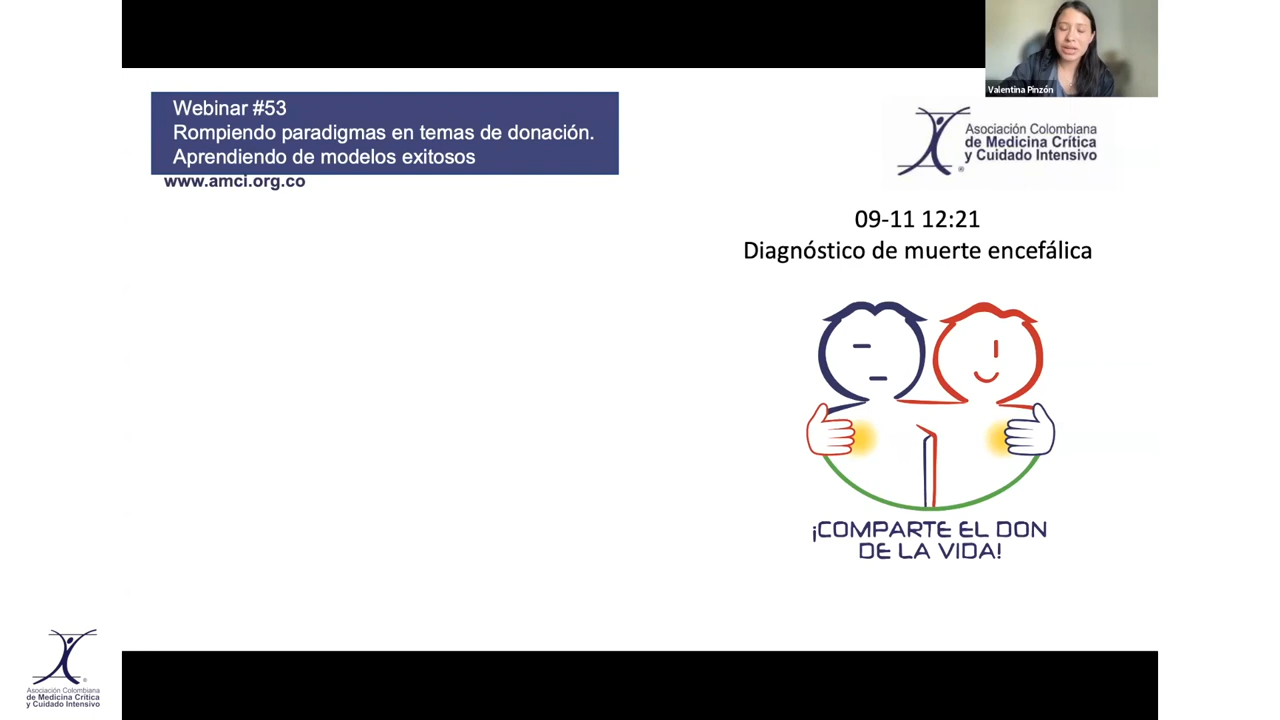 Valentina Pinzón
Webinar #53
Rompiendo paradigmas en temas de donación.
Aprendiendo de modelos exitosos
www.amci.org.co
Asociación Colombiana
de Medicina Crítica
y Cuidado Intensivo
®
09-11 12:21
Diagnóstico de muerte encefálica
¡COMPARTE EL DON
DE LA VIDA!
Asociación Colombiana
de Medicina Crítica
y Cuidado Intensivo